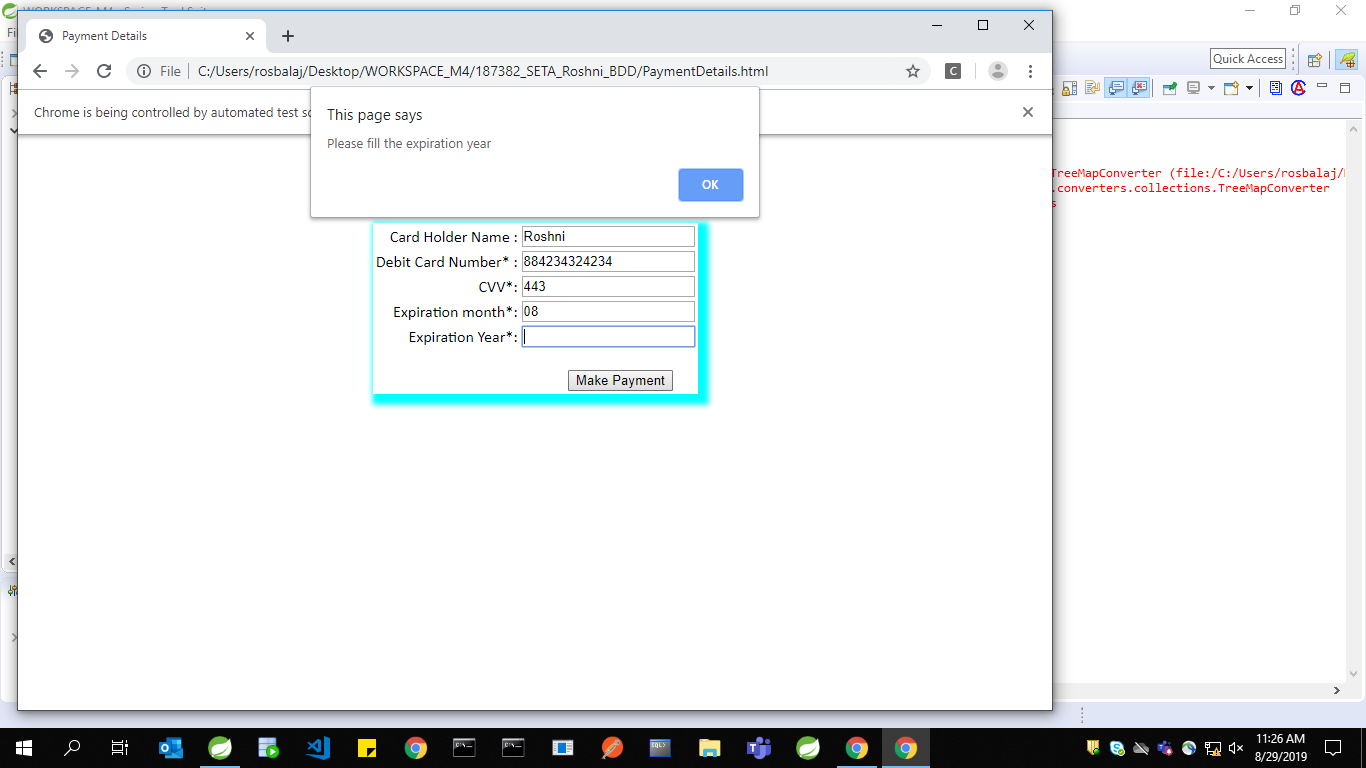 Payment Details
File
C:/Users/rosbalaj/Desktop/WORKSPACE_M4/187382_SETA_Roshni_BDD/PaymentDetails.html
Quick Access
Chrome is being controlled by automated test
This page says
Please fill the expiration year
OK
TreeMapConverter (file:/C:/Users/rosbalaj/
.converters.collections.TreeMapConverter
Card Holder Name : Roshni
Debit Card Number* : 884234324234
CVV*: 443
Expiration month*: 08
Expiration Year*:
Make Payment
11:26 AM
8/29/2019